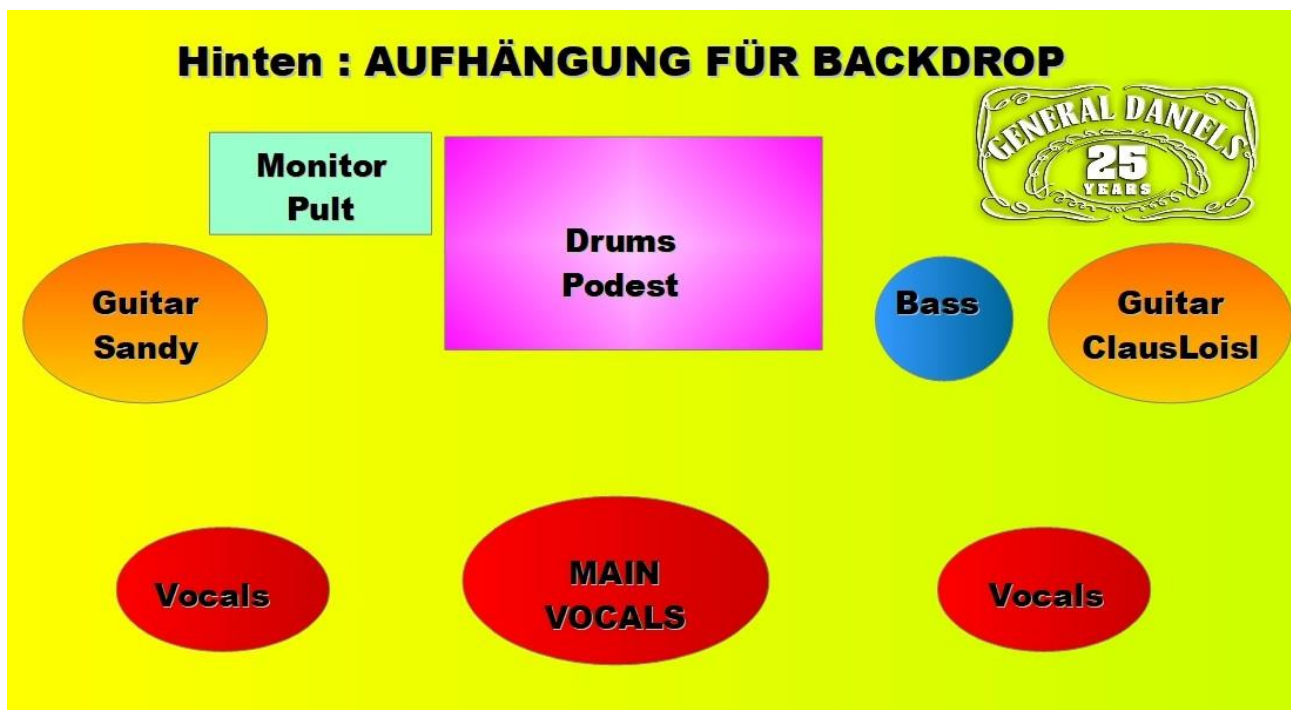 Hinten : AUFHÄNGUNG FÜR BACKDROP
GENERAL DANIELS
25
YEARS
Monitor
Pult
Drums
Podest
Guitar
Sandy
Bass
Guitar
ClausLoisl
Vocals
MAIN
VOCALS
Vocals